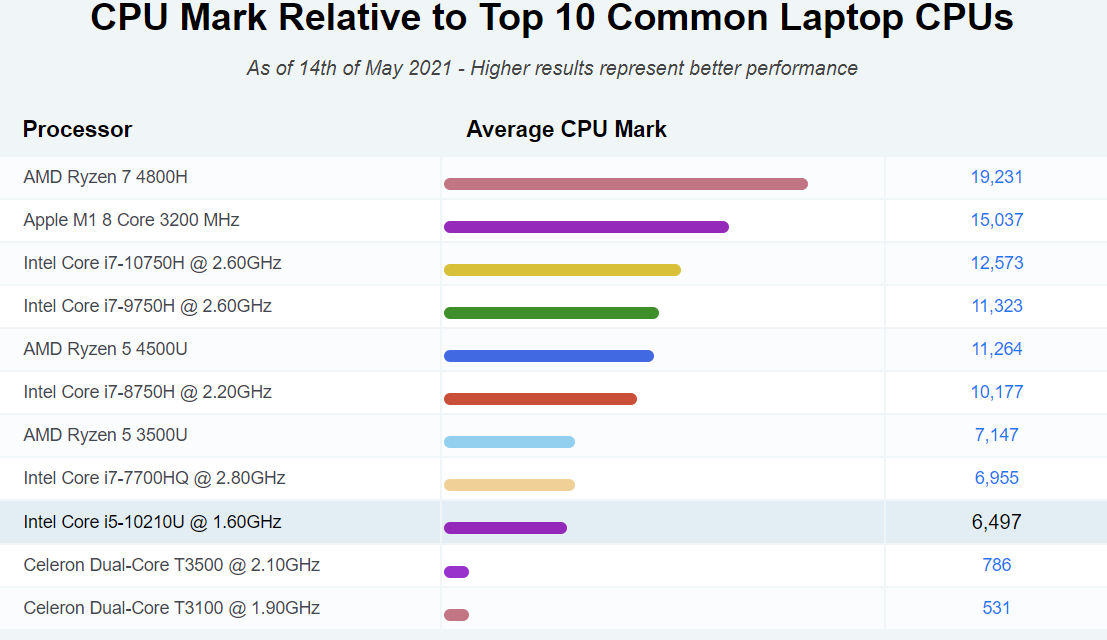 CPU Mark Relative to Top 10 Common Laptop CPUs
As of 14th of May 2021 - Higher results represent better performance
Processor Average CPU Mark
AMD Ryzen 7 4800H 19,231
Apple M1 8 Core 3200 MHz 15,037
Intel Core i7-10750H @ 2.60GHz 12,573
Intel Core i7-9750H @ 2.60GHz 11,323
AMD Ryzen 5 4500U 11,264
Intel Core i7-8750H @ 2.20GHz 10,177
AMD Ryzen 5 3500U 7,147
Intel Core i7-7700HQ @ 2.80GHz 6,955
Intel Core i5-10210U @ 1.60GHz 6,497
Celeron Dual-Core T3500 @ 2.10GHz 786
Celeron Dual-Core T3100 @ 1.90GHz 531